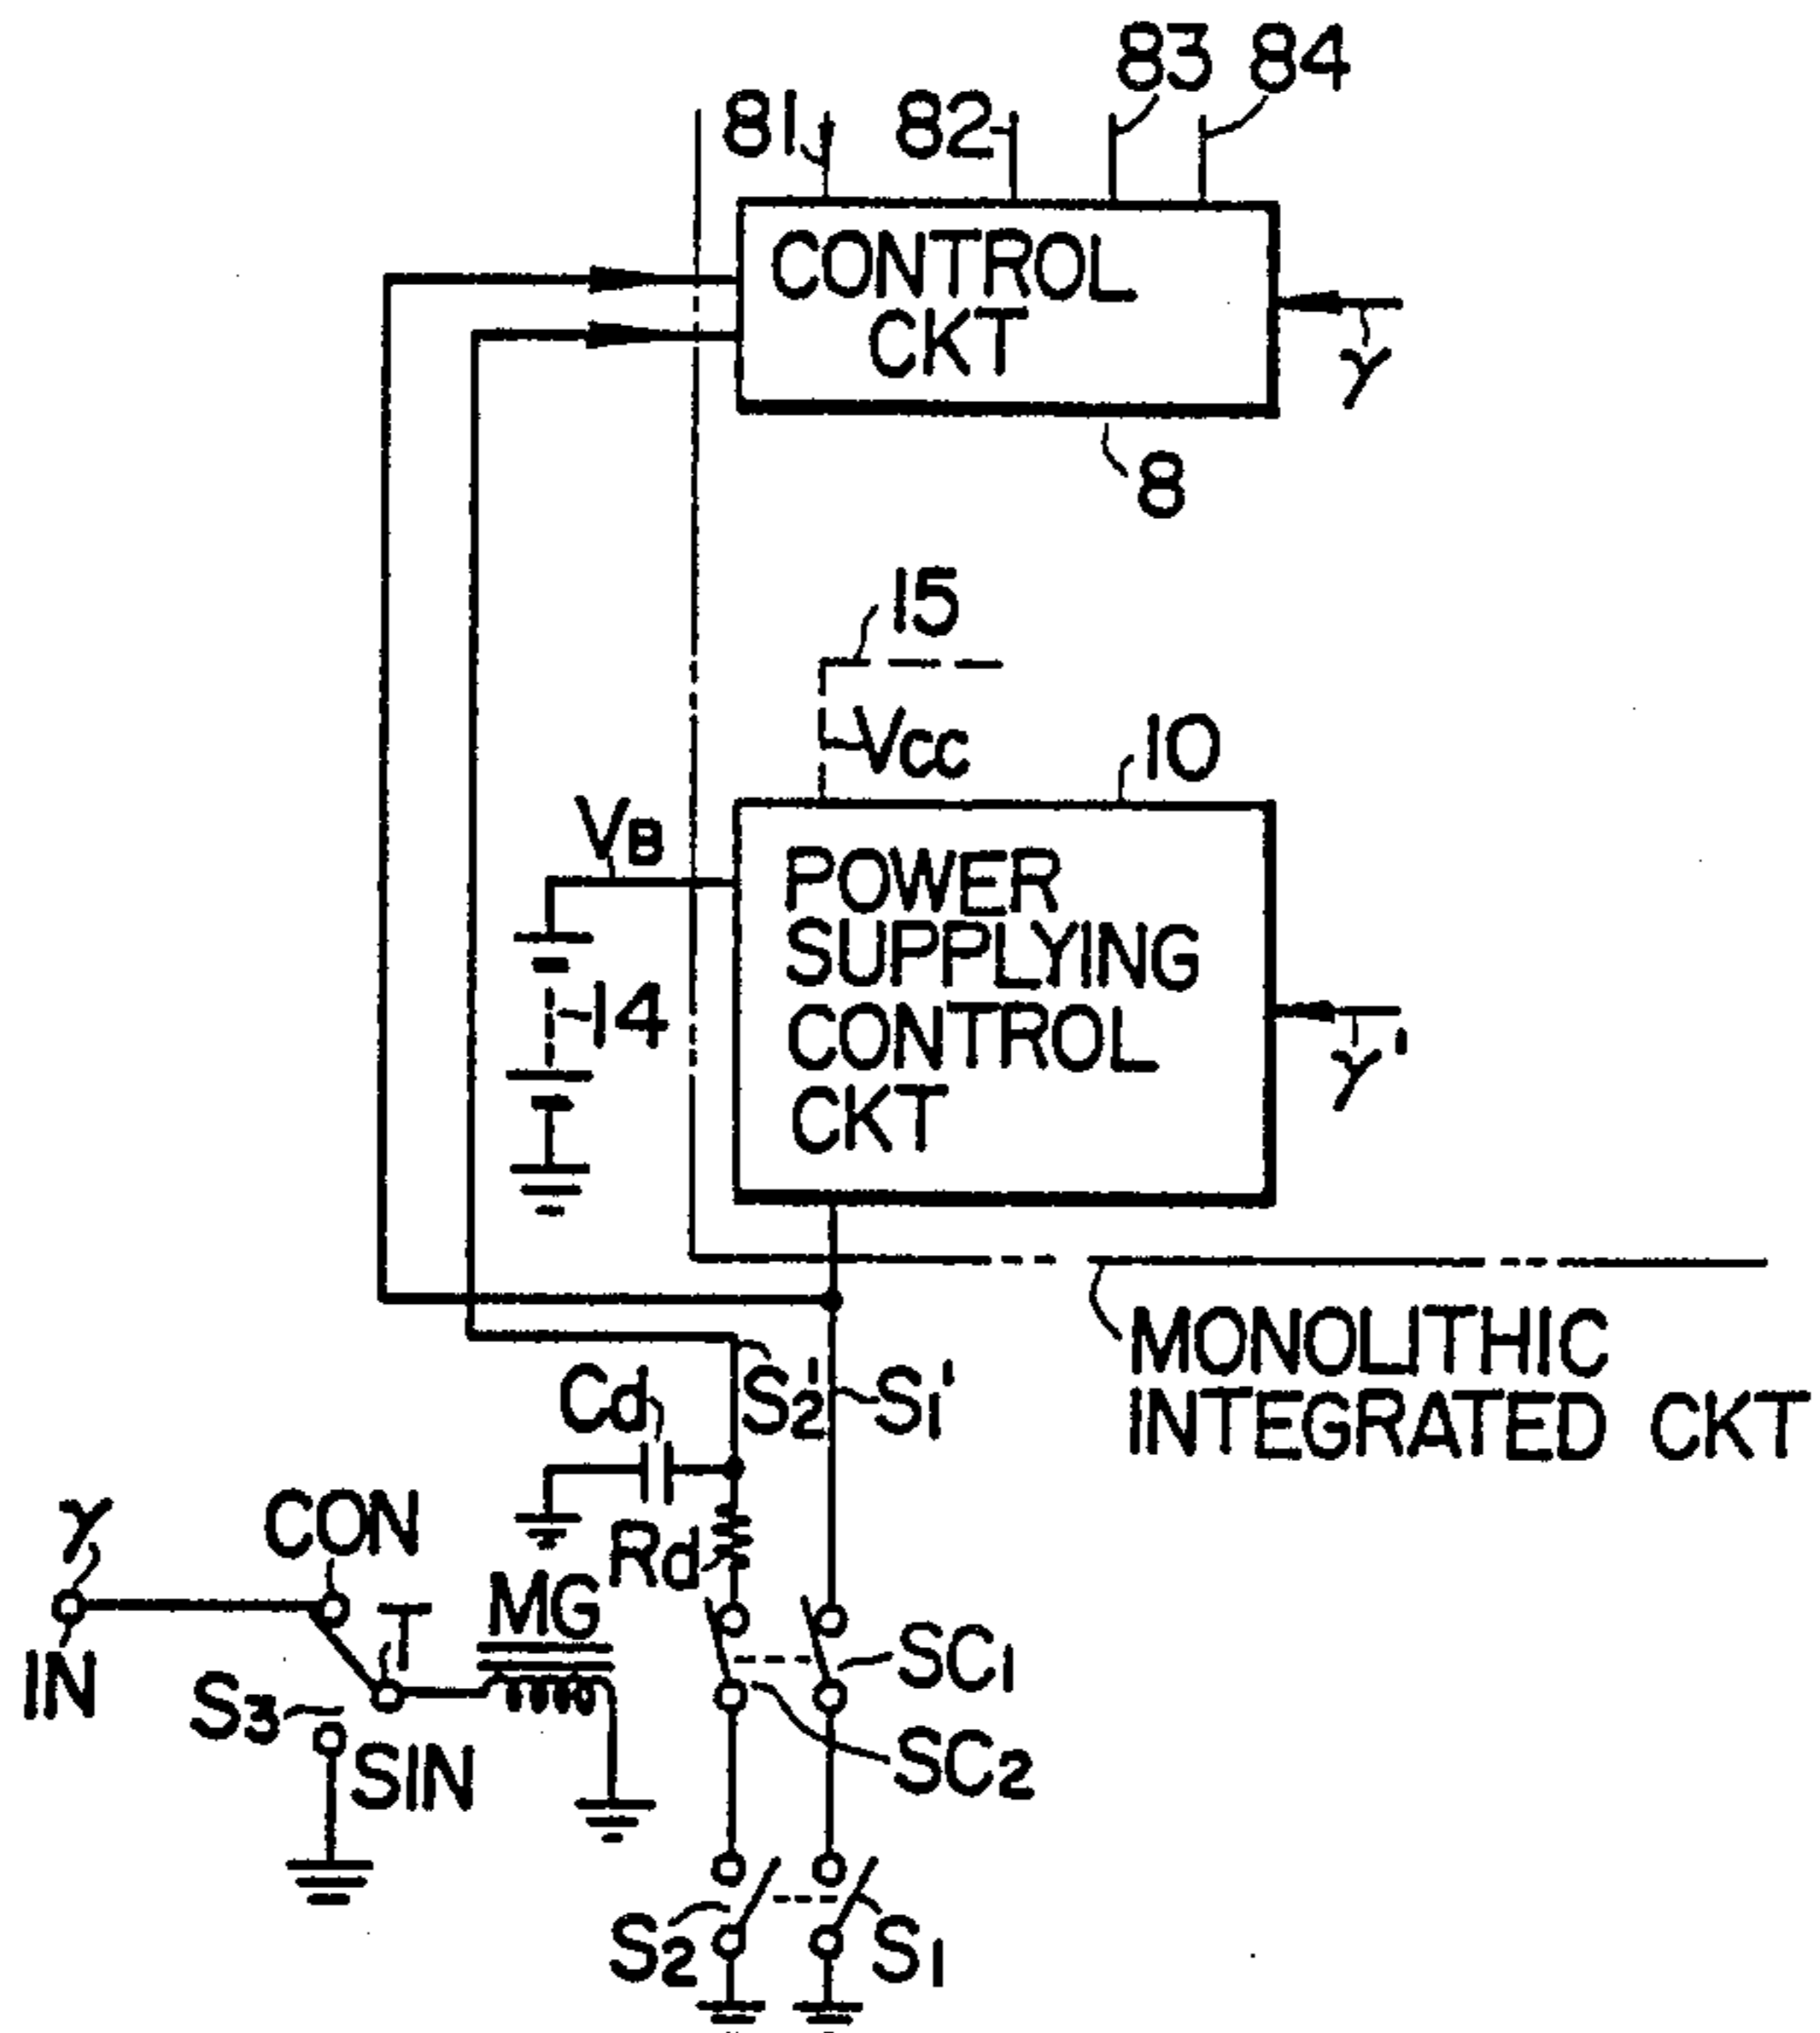 83 84
81 82
CONTROL
CKT
γ
8
15
Vcc
10
VB
POWER
SUPPLYING
CONTROL
CKT
14
γ'
MONOLITHIC
INTEGRATED CKT
Cd
S2'
S1'
γ
CON
Rd
IN
T
MG
SC1
S3
SIN
SC2
S2
S1